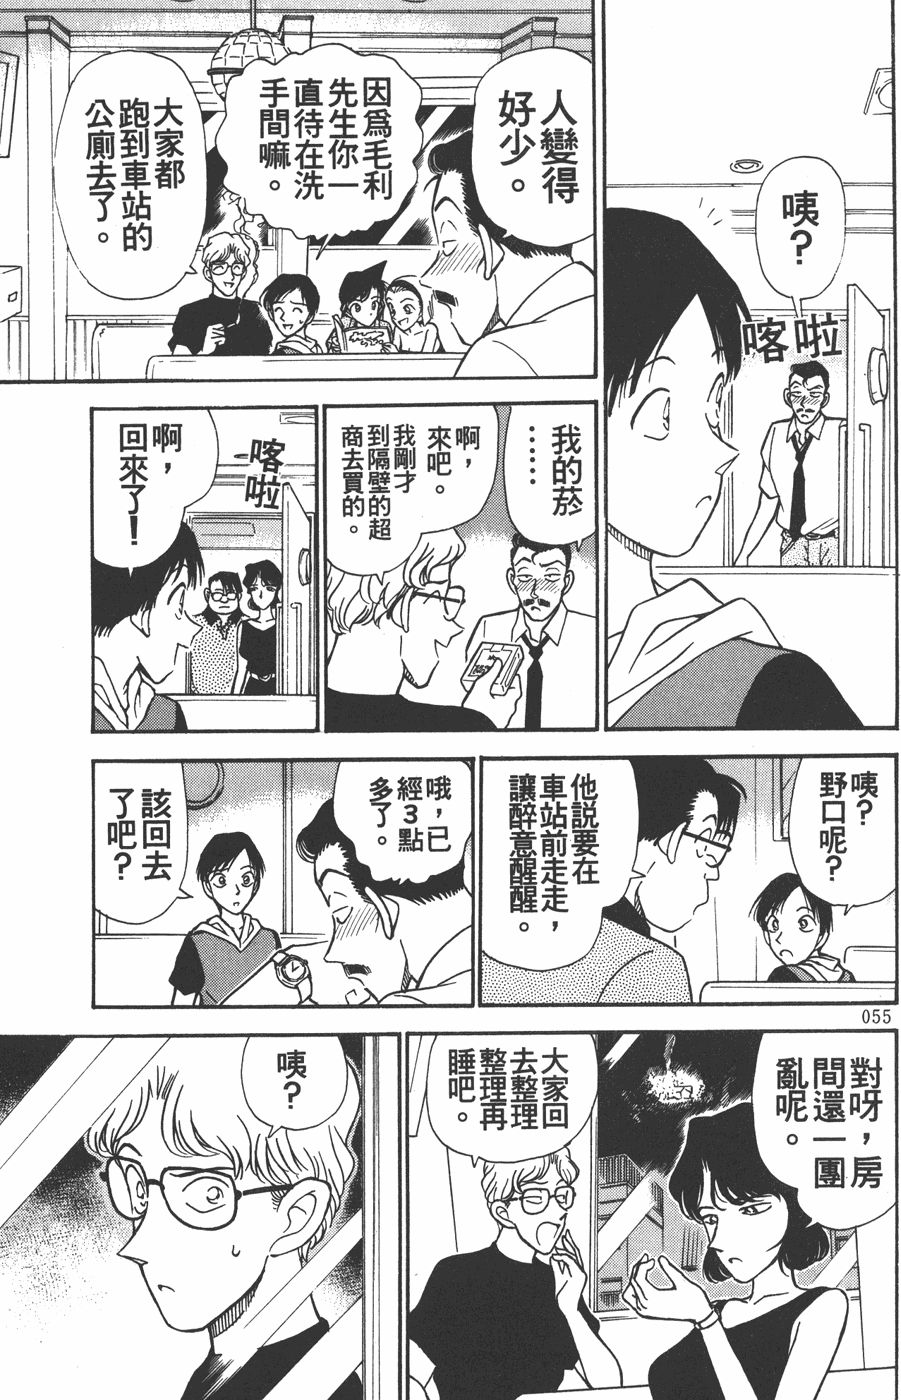 咦？
喀啦
人變得
好少。
因爲毛利
先生你一
直待在洗
手間嘛。
大家都
跑到車站的
公廁去了。
我的菸
……
啊，
來吧。
我剛才
到隔壁的超
商去買的。
喀啦
啊，
回來了！
咦？
野口呢？
他説要在
車站前走走，
讓醉意醒醒。
哦，已
經3點
多了。
該回去
了吧？
055
對呀，房
間還一團
亂呢。
大家回
去整理
整理再
睡吧。
咦？